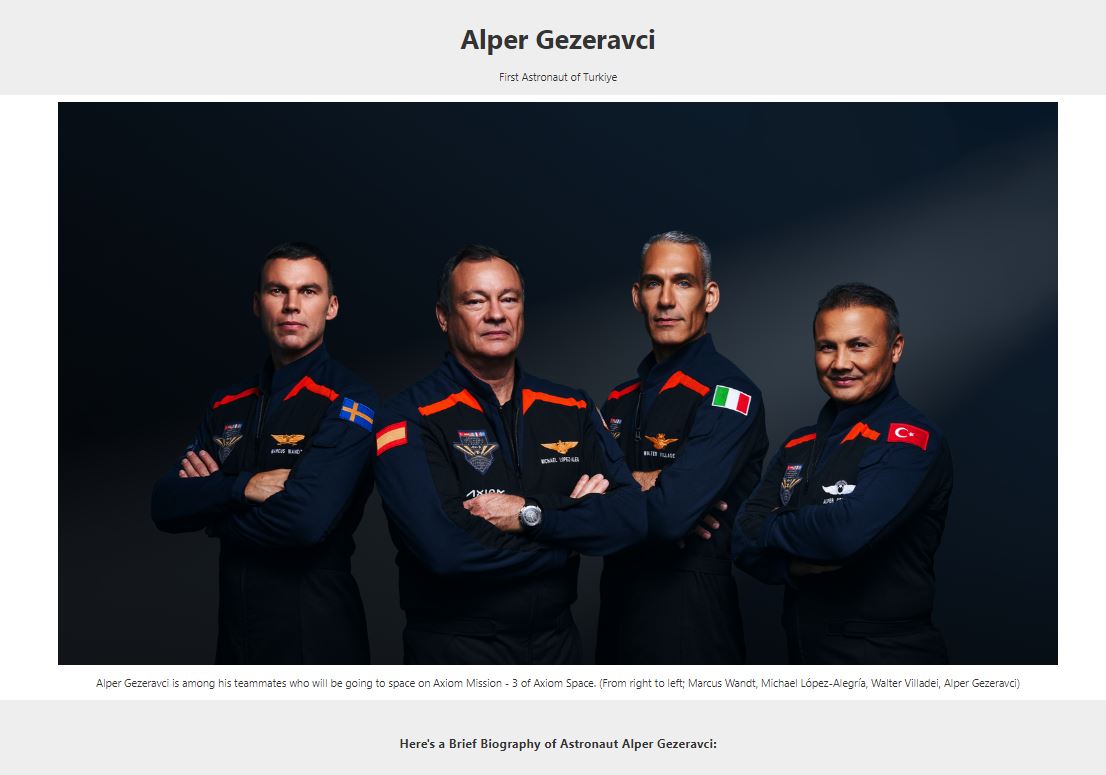 Alper Gezeravci
First Astronaut of Turkiye
MARCUS WANDT
MICHAEL LÓPEZ-ALEGRÍA
AXIOM
WALTER VILLADEI
ALPER
Alper Gezeravci is among his teammates who will be going to space on Axiom Mission - 3 of Axiom Space. (From right to left; Marcus Wandt, Michael López-Alegría, Walter Villadei, Alper Gezeravci)
Here's a Brief Biography of Astronaut Alper Gezeravci: